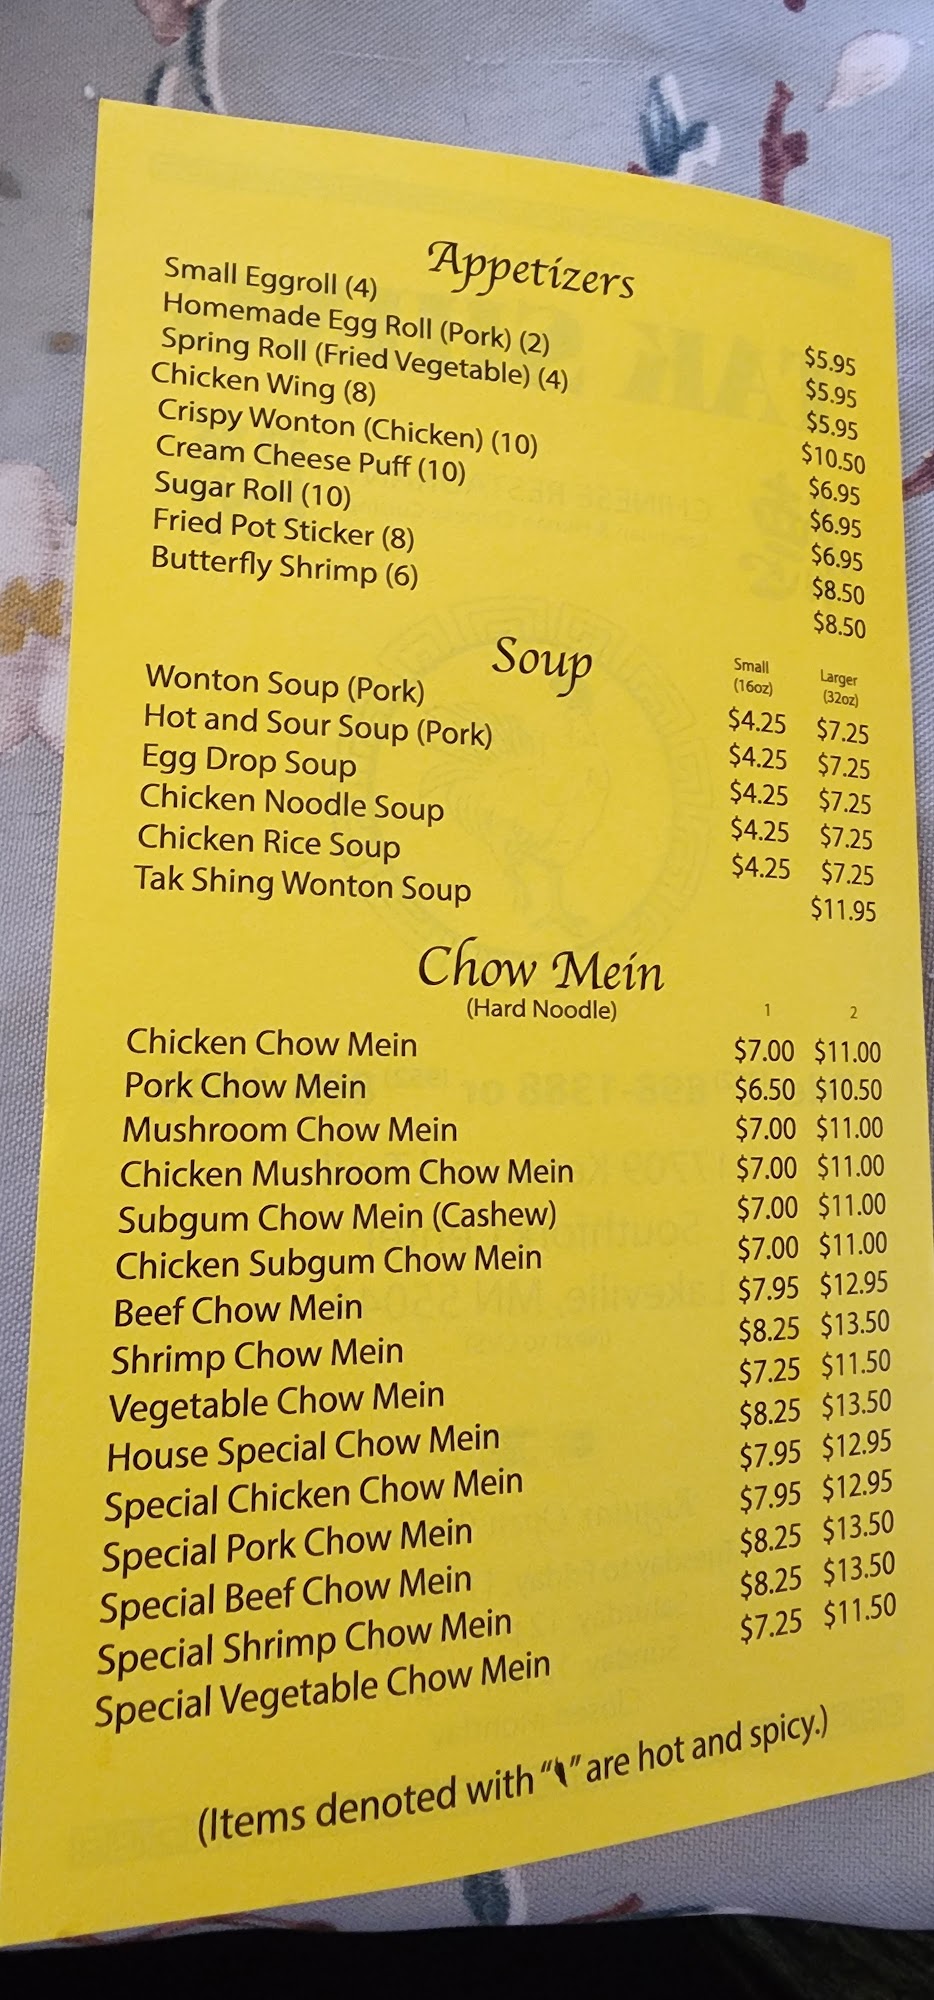 Appetizers
Small Eggroll (4) $5.95
Homemade Egg Roll (Pork) (2) $5.95
Spring Roll (Fried Vegetable) (4) $5.95
Chicken Wing (8) $10.50
Crispy Wonton (Chicken) (10) $6.95
Cream Cheese Puff (10) $6.95
Sugar Roll (10) $6.95
Fried Pot Sticker (8) $8.50
Butterfly Shrimp (6) $8.50
Soup
Small Larger
(16oz) (32oz)
Wonton Soup (Pork) $4.25 $7.25
Hot and Sour Soup (Pork) $4.25 $7.25
Egg Drop Soup $4.25 $7.25
Chicken Noodle Soup $4.25 $7.25
Chicken Rice Soup $4.25 $7.25
Tak Shing Wonton Soup $11.95
Chow Mein
(Hard Noodle) 1 2
Chicken Chow Mein $7.00 $11.00
Pork Chow Mein $6.50 $10.50
Mushroom Chow Mein $7.00 $11.00
Chicken Mushroom Chow Mein $7.00 $11.00
Subgum Chow Mein (Cashew) $7.00 $11.00
Chicken Subgum Chow Mein $7.00 $11.00
Beef Chow Mein $7.95 $12.95
Shrimp Chow Mein $8.25 $13.50
Vegetable Chow Mein $7.25 $11.50
House Special Chow Mein $8.25 $13.50
Special Chicken Chow Mein $7.95 $12.95
Special Pork Chow Mein $7.95 $12.95
Special Beef Chow Mein $8.25 $13.50
Special Shrimp Chow Mein $8.25 $13.50
Special Vegetable Chow Mein $7.25 $11.50
(Items denoted with "" are hot and spicy.)